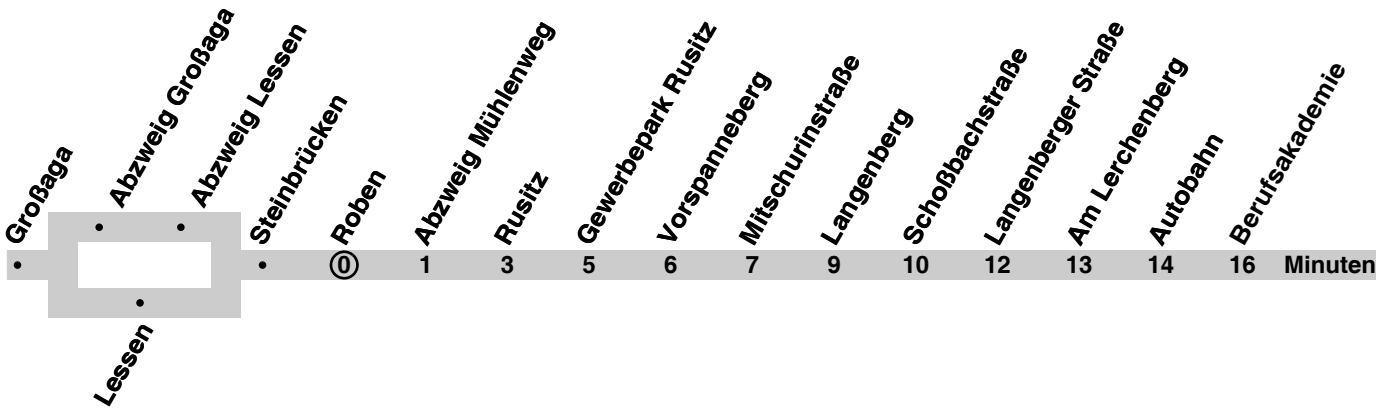 Großaga
Abzweig Großaga
Abzweig Lessen
Steinbrücken
Roben
Abzweig Mühlenweg
Rusitz
Gewerbepark Rusitz
Vorspanneberg
Mitschurinstraße
Langenberg
Schoßbachstraße
Langenberger Straße
Am Lerchenberg
Autobahn
Berufsakademie
0 1 3 5 6 7 9 10 12 13 14 16 Minuten
Lessen